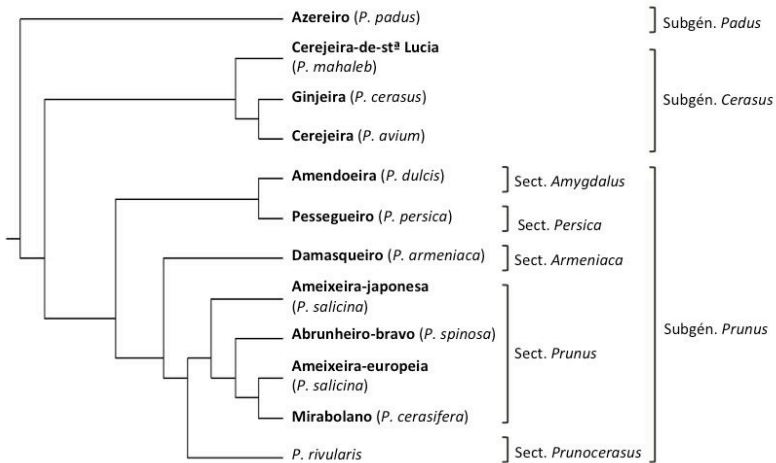 Azereiro (P. padus)
Subgén. Padus
Cerejeira-de-stª Lucia
(P. mahaleb)
Ginjeira (P. cerasus)
Subgén. Cerasus
Cerejeira (P. avium)
Amendoeira (P. dulcis)
Sect. Amygdalus
Pessegueiro (P. persica)
Sect. Persica
Damasqueiro (P. armeniaca)
Sect. Armeniaca
Ameixeira-japonesa
(P. salicina)
Abrunheiro-bravo (P. spinosa)
Sect. Prunus
Subgén. Prunus
Ameixeira-europeia
(P. salicina)
Mirabolano (P. cerasifera)
P. rivularis
Sect. Prunocerasus